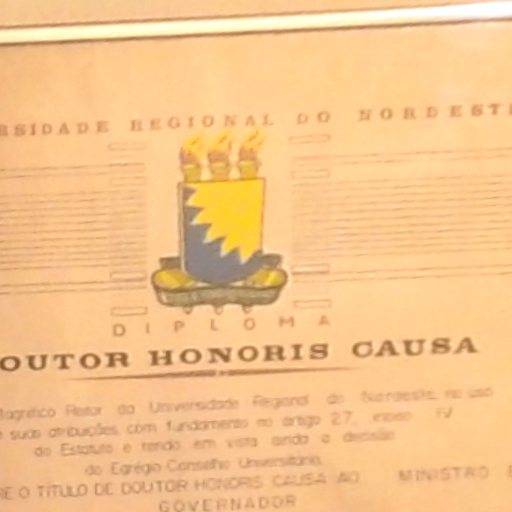 RSIDADE REGIONAL DO NORDESTE
DIPLOMA
OUTOR HONORIS CAUSA
Magnífico Reitor da Universidade Regional do Nordeste, no uso
suas atribuições, com fundamento no artigo 27, inciso IV
do Estatuto e tendo em vista ainda a decisão
do Egrégio Conselho Universitário,
RE O TÍTULO DE DOUTOR HONORIS CAUSA AO MINISTRO E
GOVERNADOR